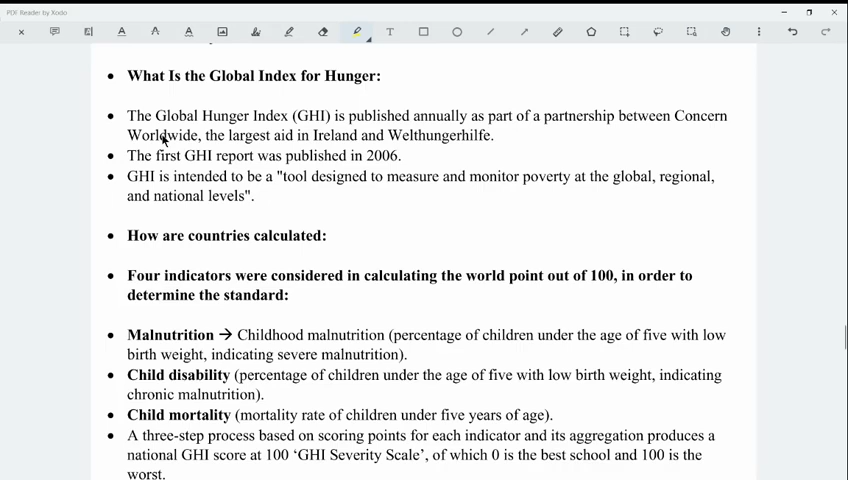 PDF Reader by Xodo
What Is the Global Index for Hunger:
The Global Hunger Index (GHI) is published annually as part of a partnership between Concern
Worldwide, the largest aid in Ireland and Welthungerhilfe.
The first GHI report was published in 2006.
GHI is intended to be a "tool designed to measure and monitor poverty at the global, regional,
and national levels".
How are countries calculated:
Four indicators were considered in calculating the world point out of 100, in order to
determine the standard:
Malnutrition → Childhood malnutrition (percentage of children under the age of five with low
birth weight, indicating severe malnutrition).
Child disability (percentage of children under the age of five with low birth weight, indicating
chronic malnutrition).
Child mortality (mortality rate of children under five years of age).
A three-step process based on scoring points for each indicator and its aggregation produces a
national GHI score at 100 ‘GHI Severity Scale’, of which 0 is the best school and 100 is the
worst.